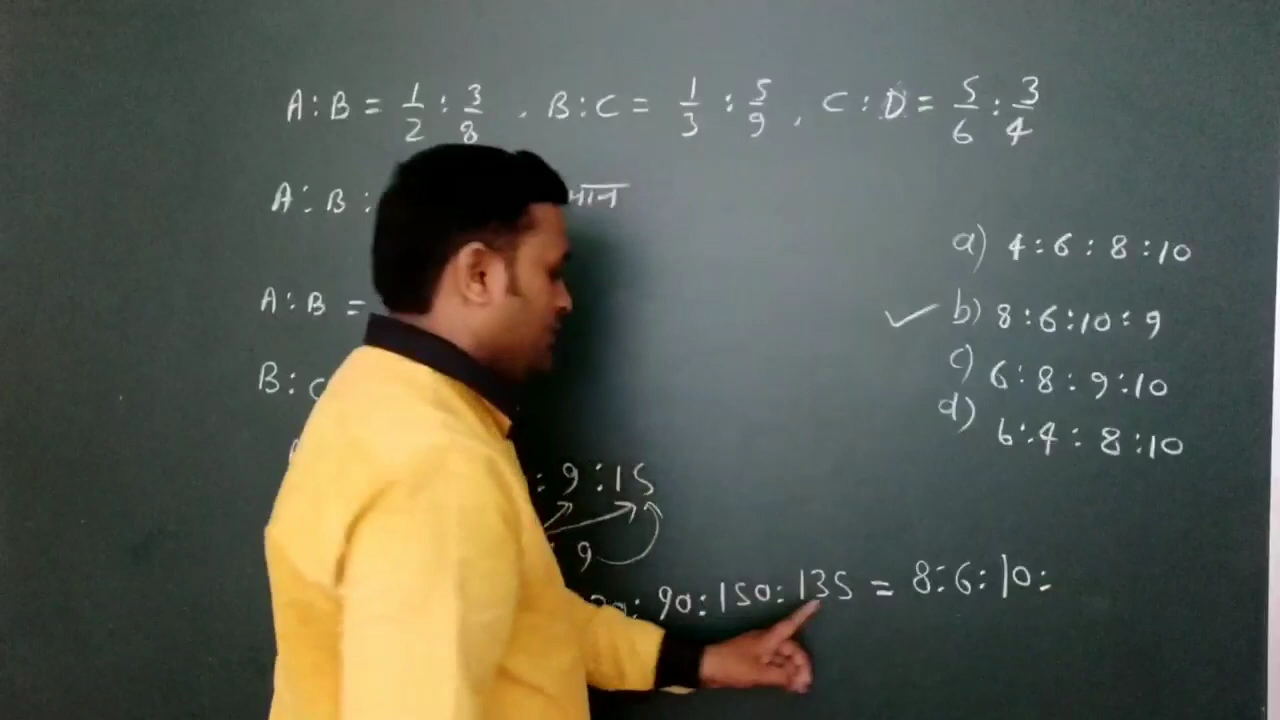 A:B = 1/2 : 3/8 , B:C = 1/3 : 5/9 , C:D = 5/6 : 3/4
A:B: मान
a) 4:6:8:10
A:B =
b) 8:6:10:9
B:C
c) 6:8:9:10
d) 6:4:8:10
:9:15
9
90:150:135 = 8:6:10: